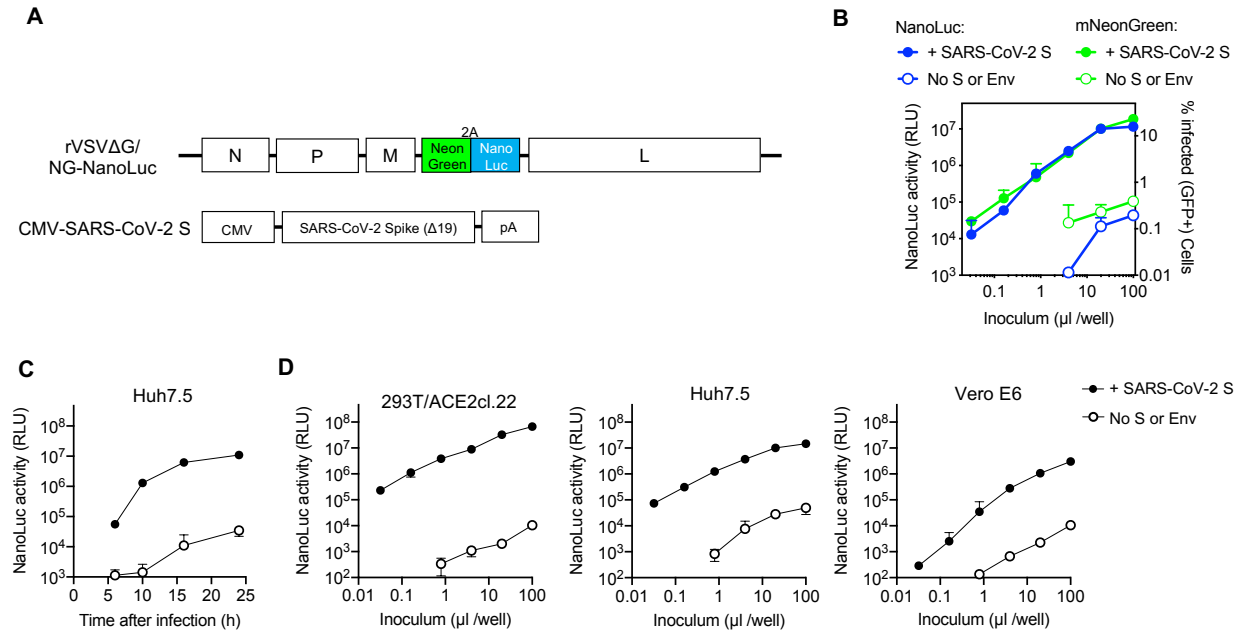 A
rVSVΔG/
NG-NanoLuc
N
P
M
2A
Neon
Green
Nano
Luc
L
CMV-SARS-CoV-2 S
CMV
SARS-CoV-2 Spike (Δ19)
pA
B
NanoLuc:
mNeonGreen:
+ SARS-CoV-2 S
+ SARS-CoV-2 S
No S or Env
No S or Env
NanoLuc activity (RLU)
10⁷
10⁶
10⁵
10⁴
10³
10
1
0.1
0.01
% infected (GFP+) Cells
0.1 1 10 100
Inoculum (µl /well)
C
Huh7.5
NanoLuc activity (RLU)
10⁸
10⁷
10⁶
10⁵
10⁴
10³
0 5 10 15 20 25
Time after infection (h)
D
293T/ACE2cl.22
NanoLuc activity (RLU)
10⁸
10⁷
10⁶
10⁵
10⁴
10³
10²
0.01 0.1 1 10 100
Inoculum (µl /well)
Huh7.5
NanoLuc activity (RLU)
10⁸
10⁷
10⁶
10⁵
10⁴
10³
10²
0.01 0.1 1 10 100
Inoculum (µl /well)
Vero E6
NanoLuc activity (RLU)
10⁸
10⁷
10⁶
10⁵
10⁴
10³
10²
0.01 0.1 1 10 100
Inoculum (µl /well)
+ SARS-CoV-2 S
No S or Env